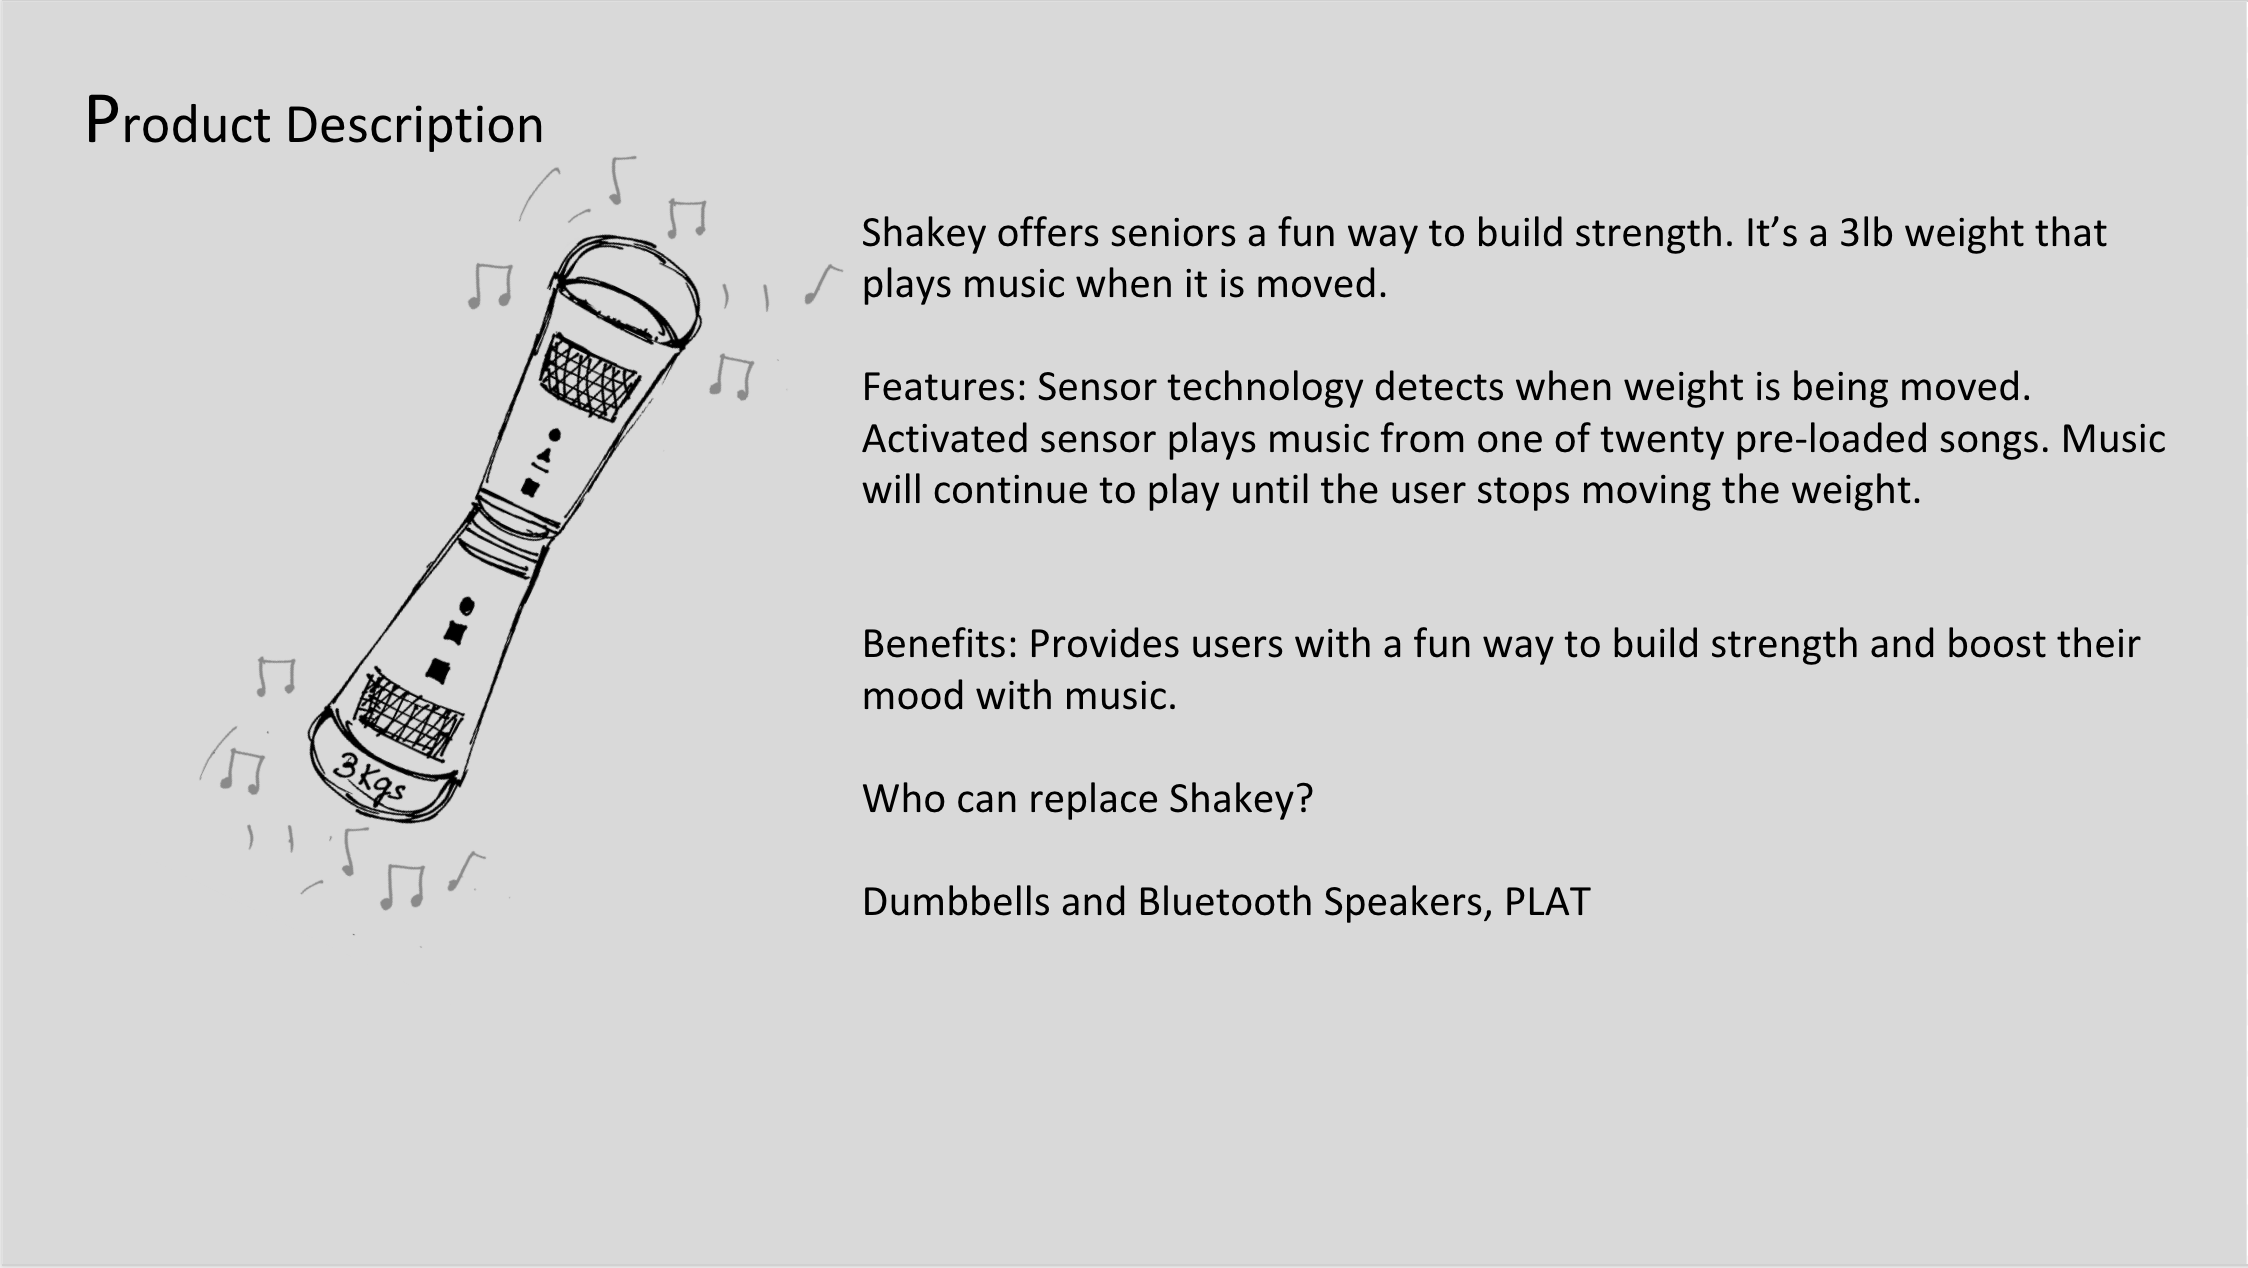 Product Description
Shakey offers seniors a fun way to build strength. It’s a 3lb weight that
plays music when it is moved.
Features: Sensor technology detects when weight is being moved.
Activated sensor plays music from one of twenty pre-loaded songs. Music
will continue to play until the user stops moving the weight.
Benefits: Provides users with a fun way to build strength and boost their
mood with music.
Who can replace Shakey?
Dumbbells and Bluetooth Speakers, PLAT
3Kgs